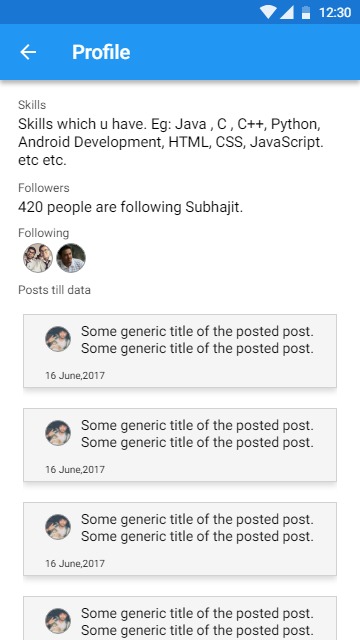 12:30
Profile
Skills
Skills which u have. Eg: Java , C , C++, Python,
Android Development, HTML, CSS, JavaScript.
etc etc.
Followers
420 people are following Subhajit.
Following
Posts till data
Some generic title of the posted post.
Some generic title of the posted post.
16 June,2017
Some generic title of the posted post.
Some generic title of the posted post.
16 June,2017
Some generic title of the posted post.
Some generic title of the posted post.
16 June,2017
Some generic title of the posted post.
Some generic title of the posted post.